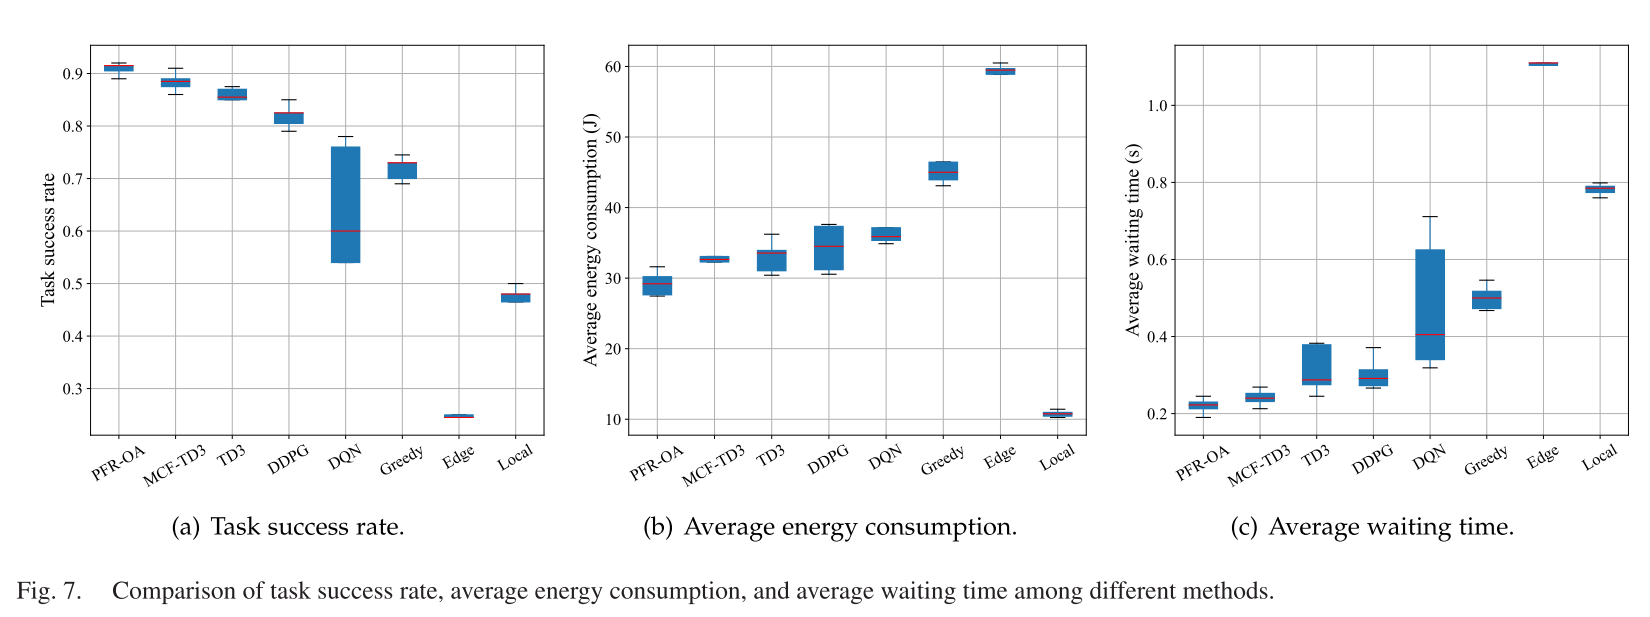 0.9
0.8
0.7
0.6
0.5
0.4
0.3
Task success rate
PFR-OA
MCF-TD3
TD3
DDPG
DQN
Greedy
Edge
Local
(a) Task success rate.
60
50
40
30
20
10
Average energy consumption (J)
PFR-OA
MCF-TD3
TD3
DDPG
DQN
Greedy
Edge
Local
(b) Average energy consumption.
1.0
0.8
0.6
0.4
0.2
Average waiting time (s)
PFR-OA
MCF-TD3
TD3
DDPG
DQN
Greedy
Edge
Local
(c) Average waiting time.
Fig. 7. Comparison of task success rate, average energy consumption, and average waiting time among different methods.